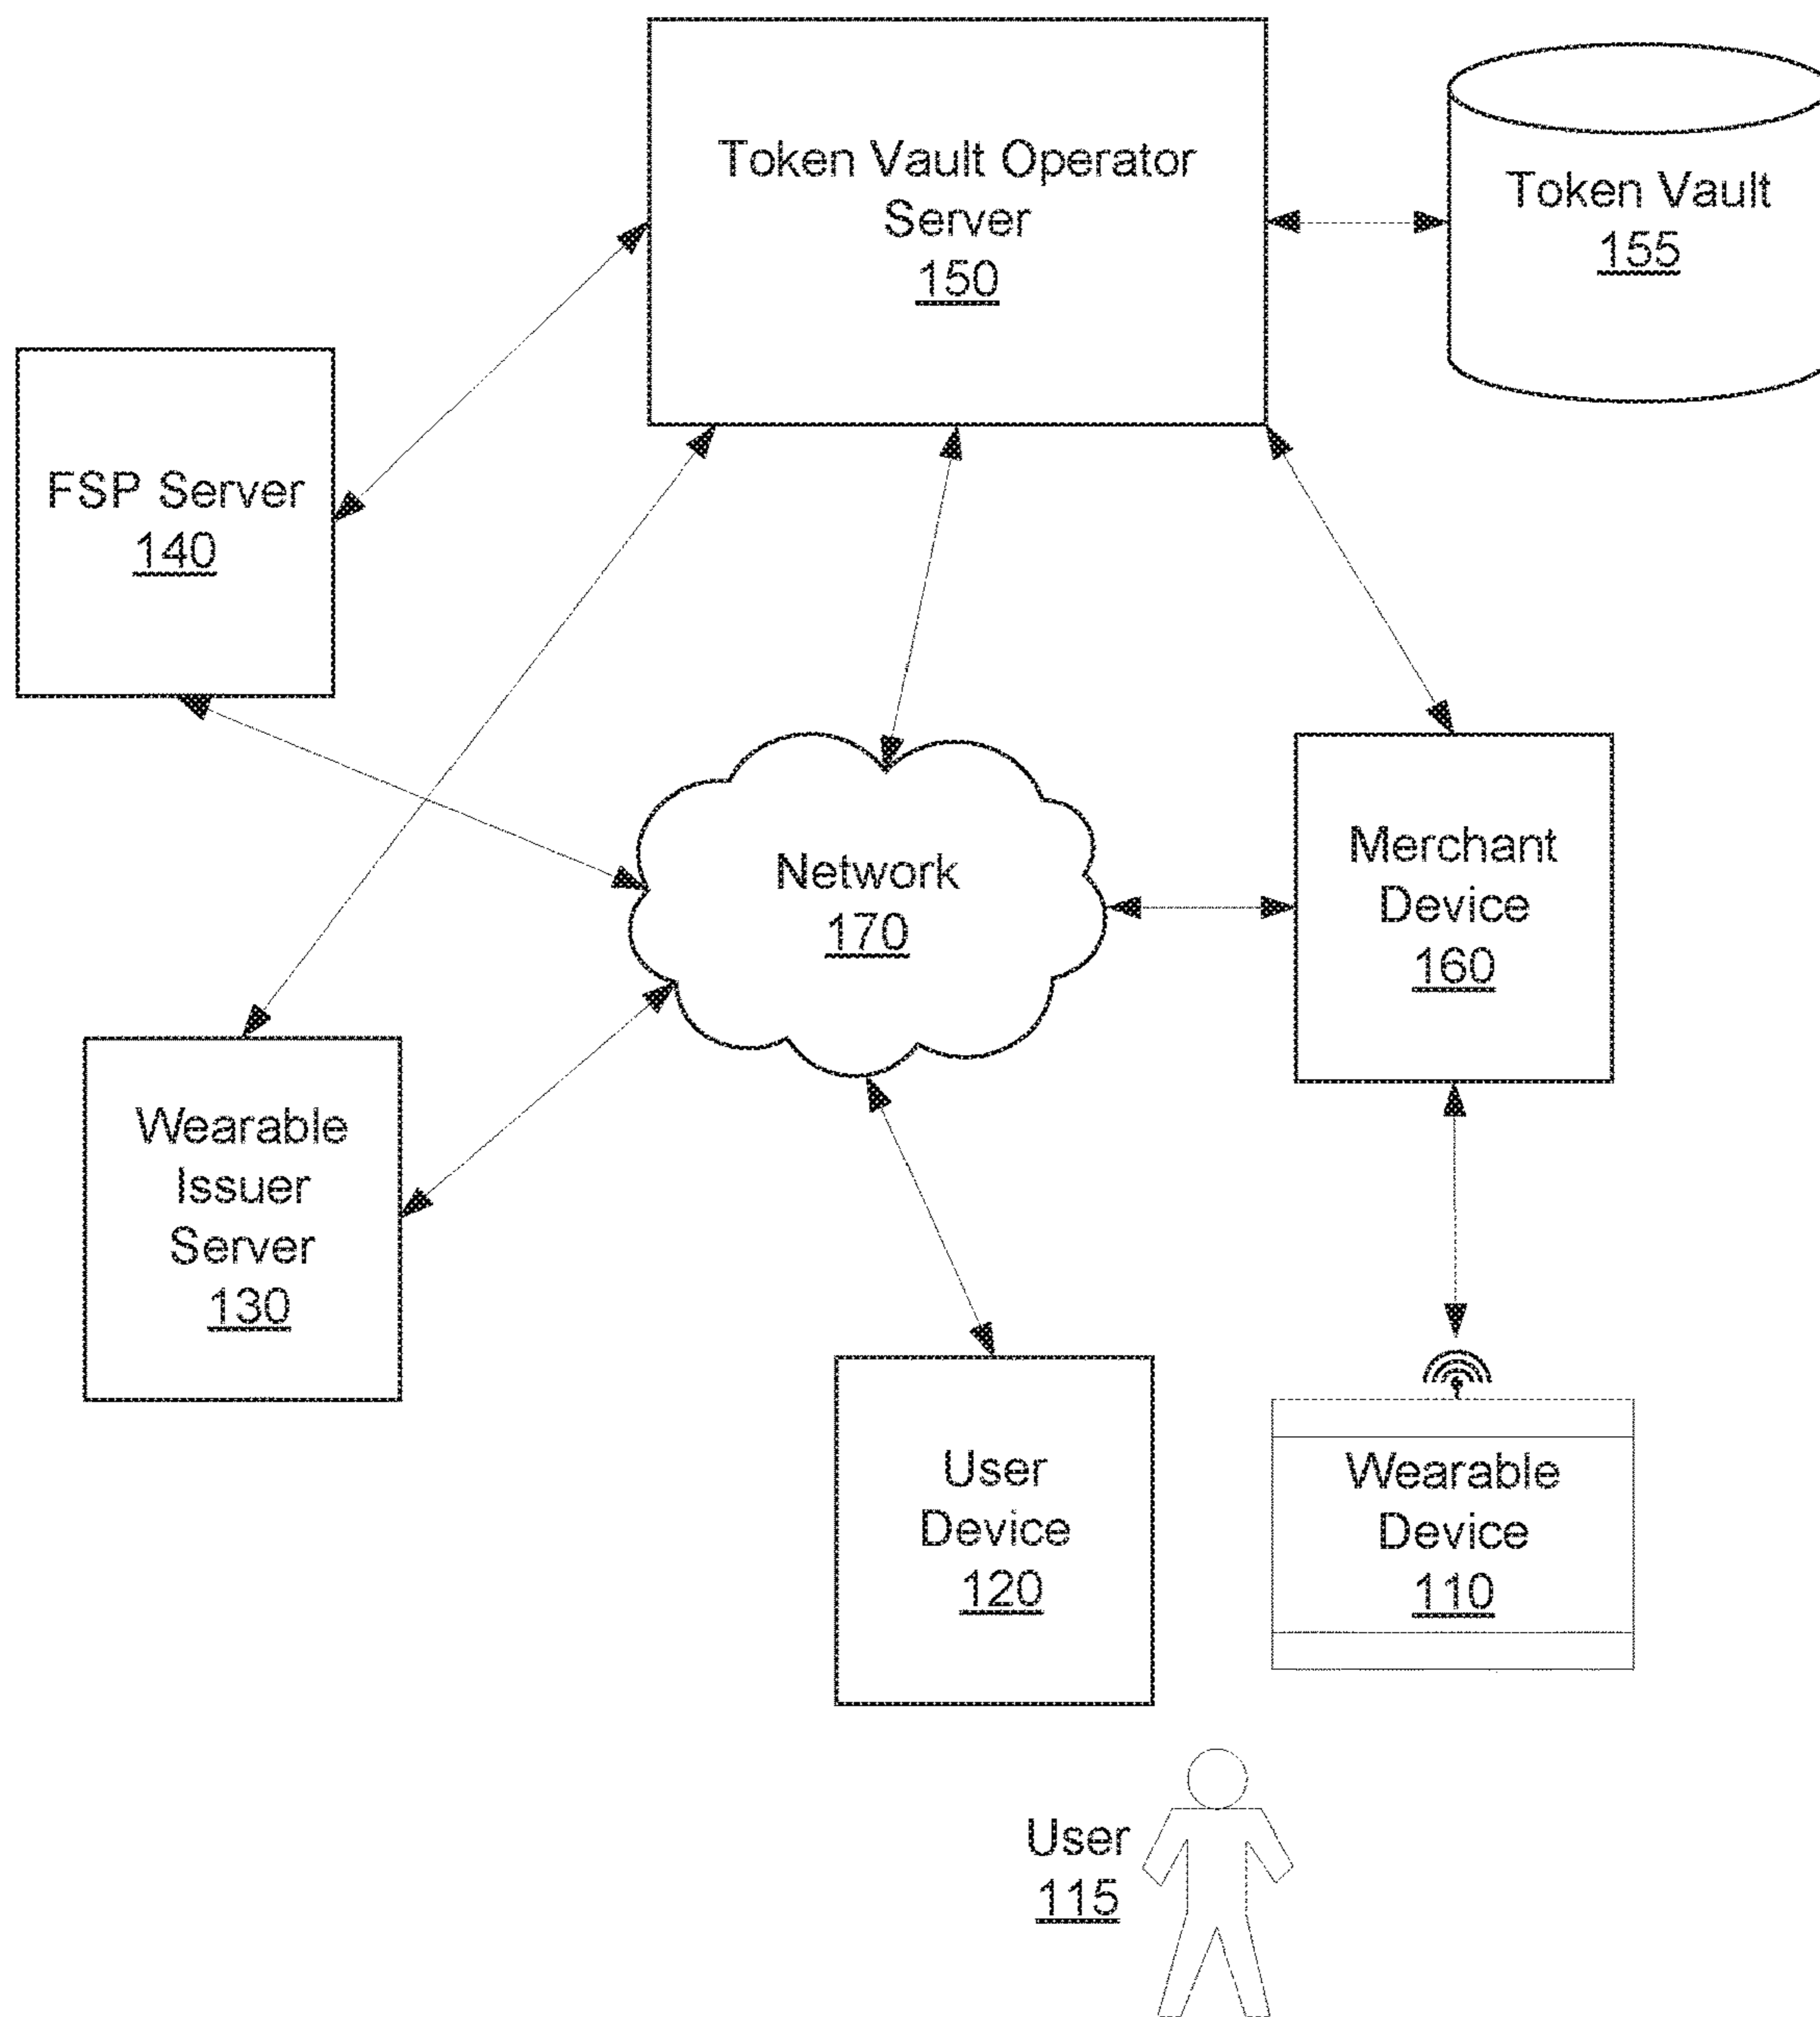 Token Vault Operator
Server
150
Token Vault
155
FSP Server
140
Network
170
Merchant
Device
160
Wearable
Issuer
Server
130
User
Device
120
Wearable
Device
110
User
115